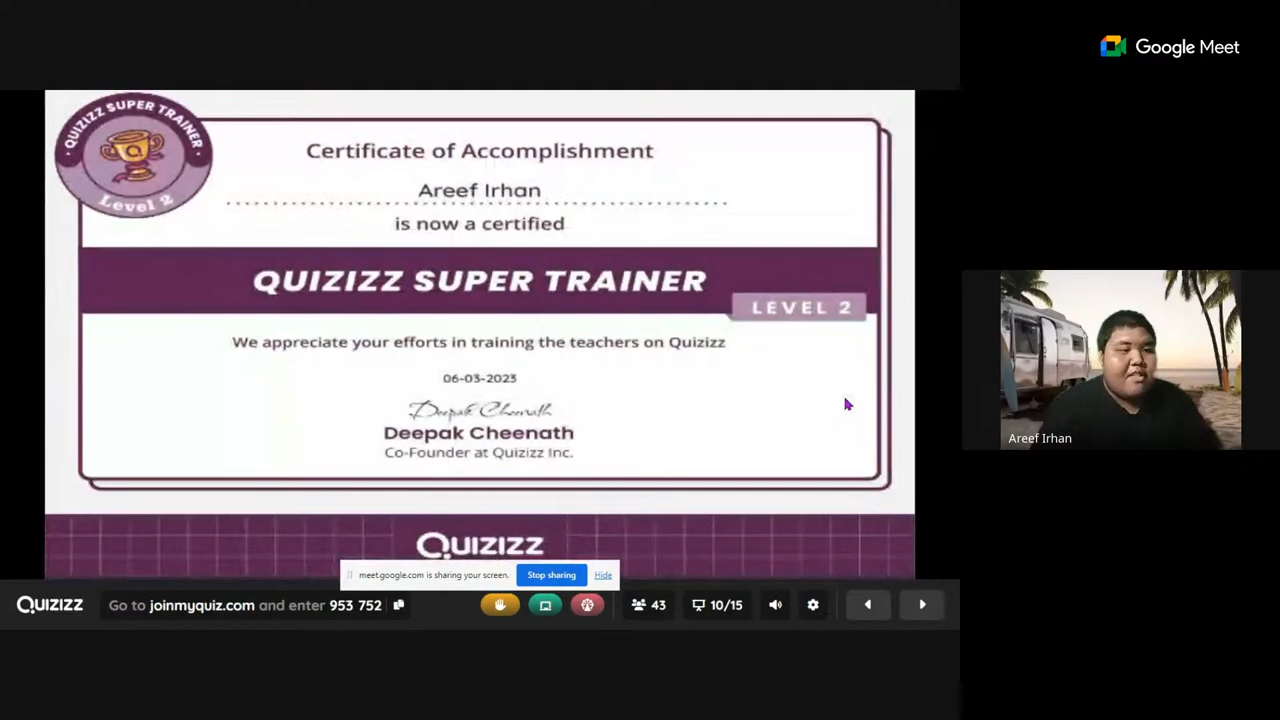 Google Meet
QUIZIZZ SUPER TRAINER
Level 2
Certificate of Accomplishment
Areef Irhan
is now a certified
QUIZIZZ SUPER TRAINER
LEVEL 2
We appreciate your efforts in training the teachers on Quizizz
06-03-2023
Deepak Cheenath
Deepak Cheenath
Co-Founder at Quizizz Inc.
QUIZIZZ
meet.google.com is sharing your screen. Stop sharing Hide
QUIZIZZ Go to joinmyquiz.com and enter 953 752 43 10/15
Areef Irhan